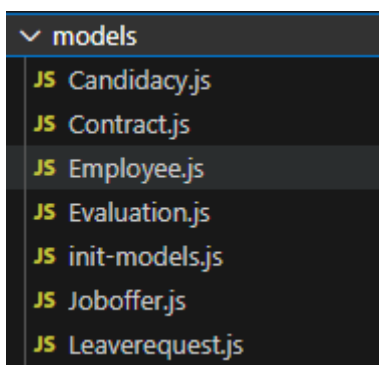 models
JS Candidacy.js
JS Contract.js
JS Employee.js
JS Evaluation.js
JS init-models.js
JS Joboffer.js
JS Leaverequest.js